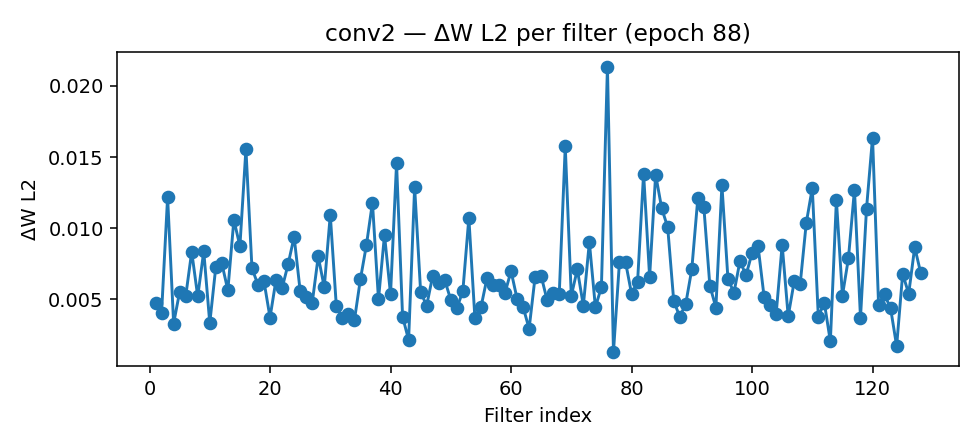 conv2 — ΔW L2 per filter (epoch 88)
0.020
0.015
0.010
0.005
ΔW L2
0 20 40 60 80 100 120
Filter index